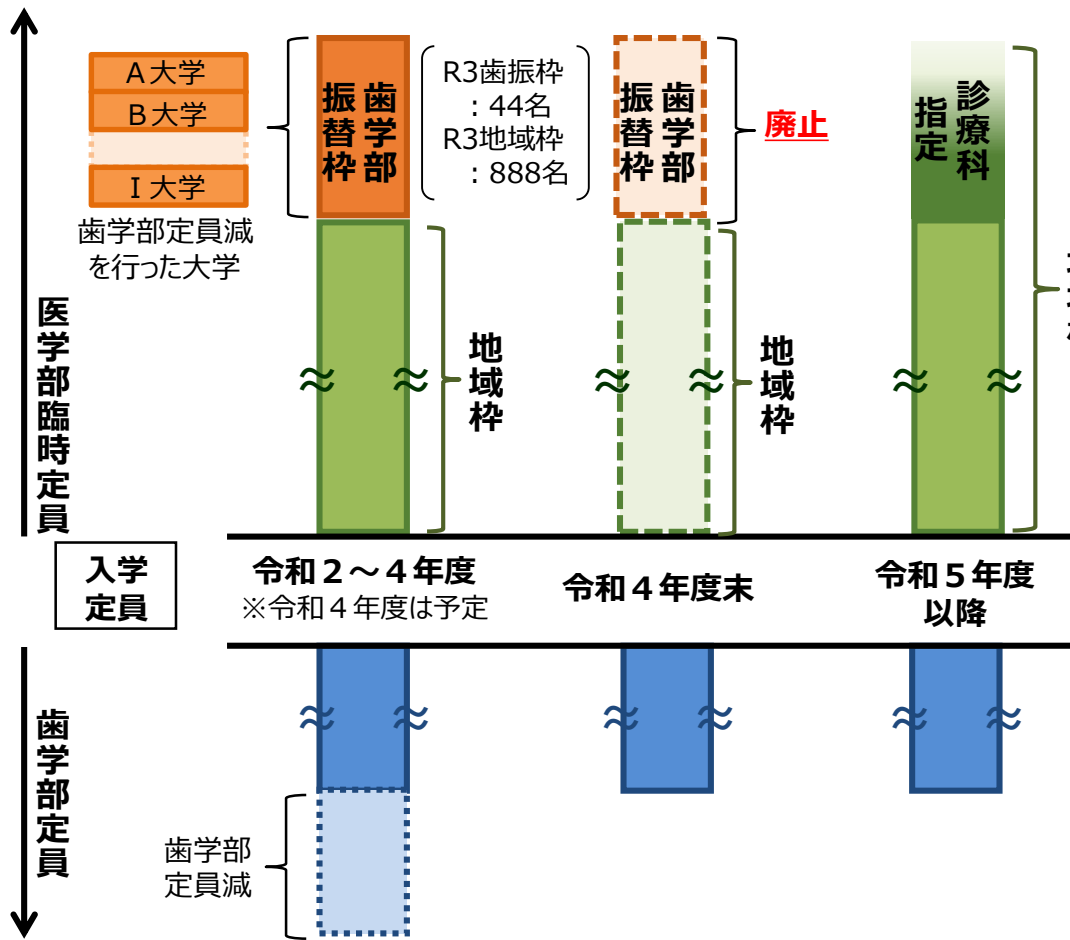 A大学
B大学
I大学
歯学部定員減
を行った大学
歯学部
振替枠
R3歯振枠
：44名
R3地域枠
：888名
歯学部
振替枠
廃止
診療科
指定
地域枠
地域枠
医学部臨時定員
入学
定員
令和２～４年度
※令和４年度は予定
令和４年度末
令和５年度
以降
歯学部定員
歯学部
定員減